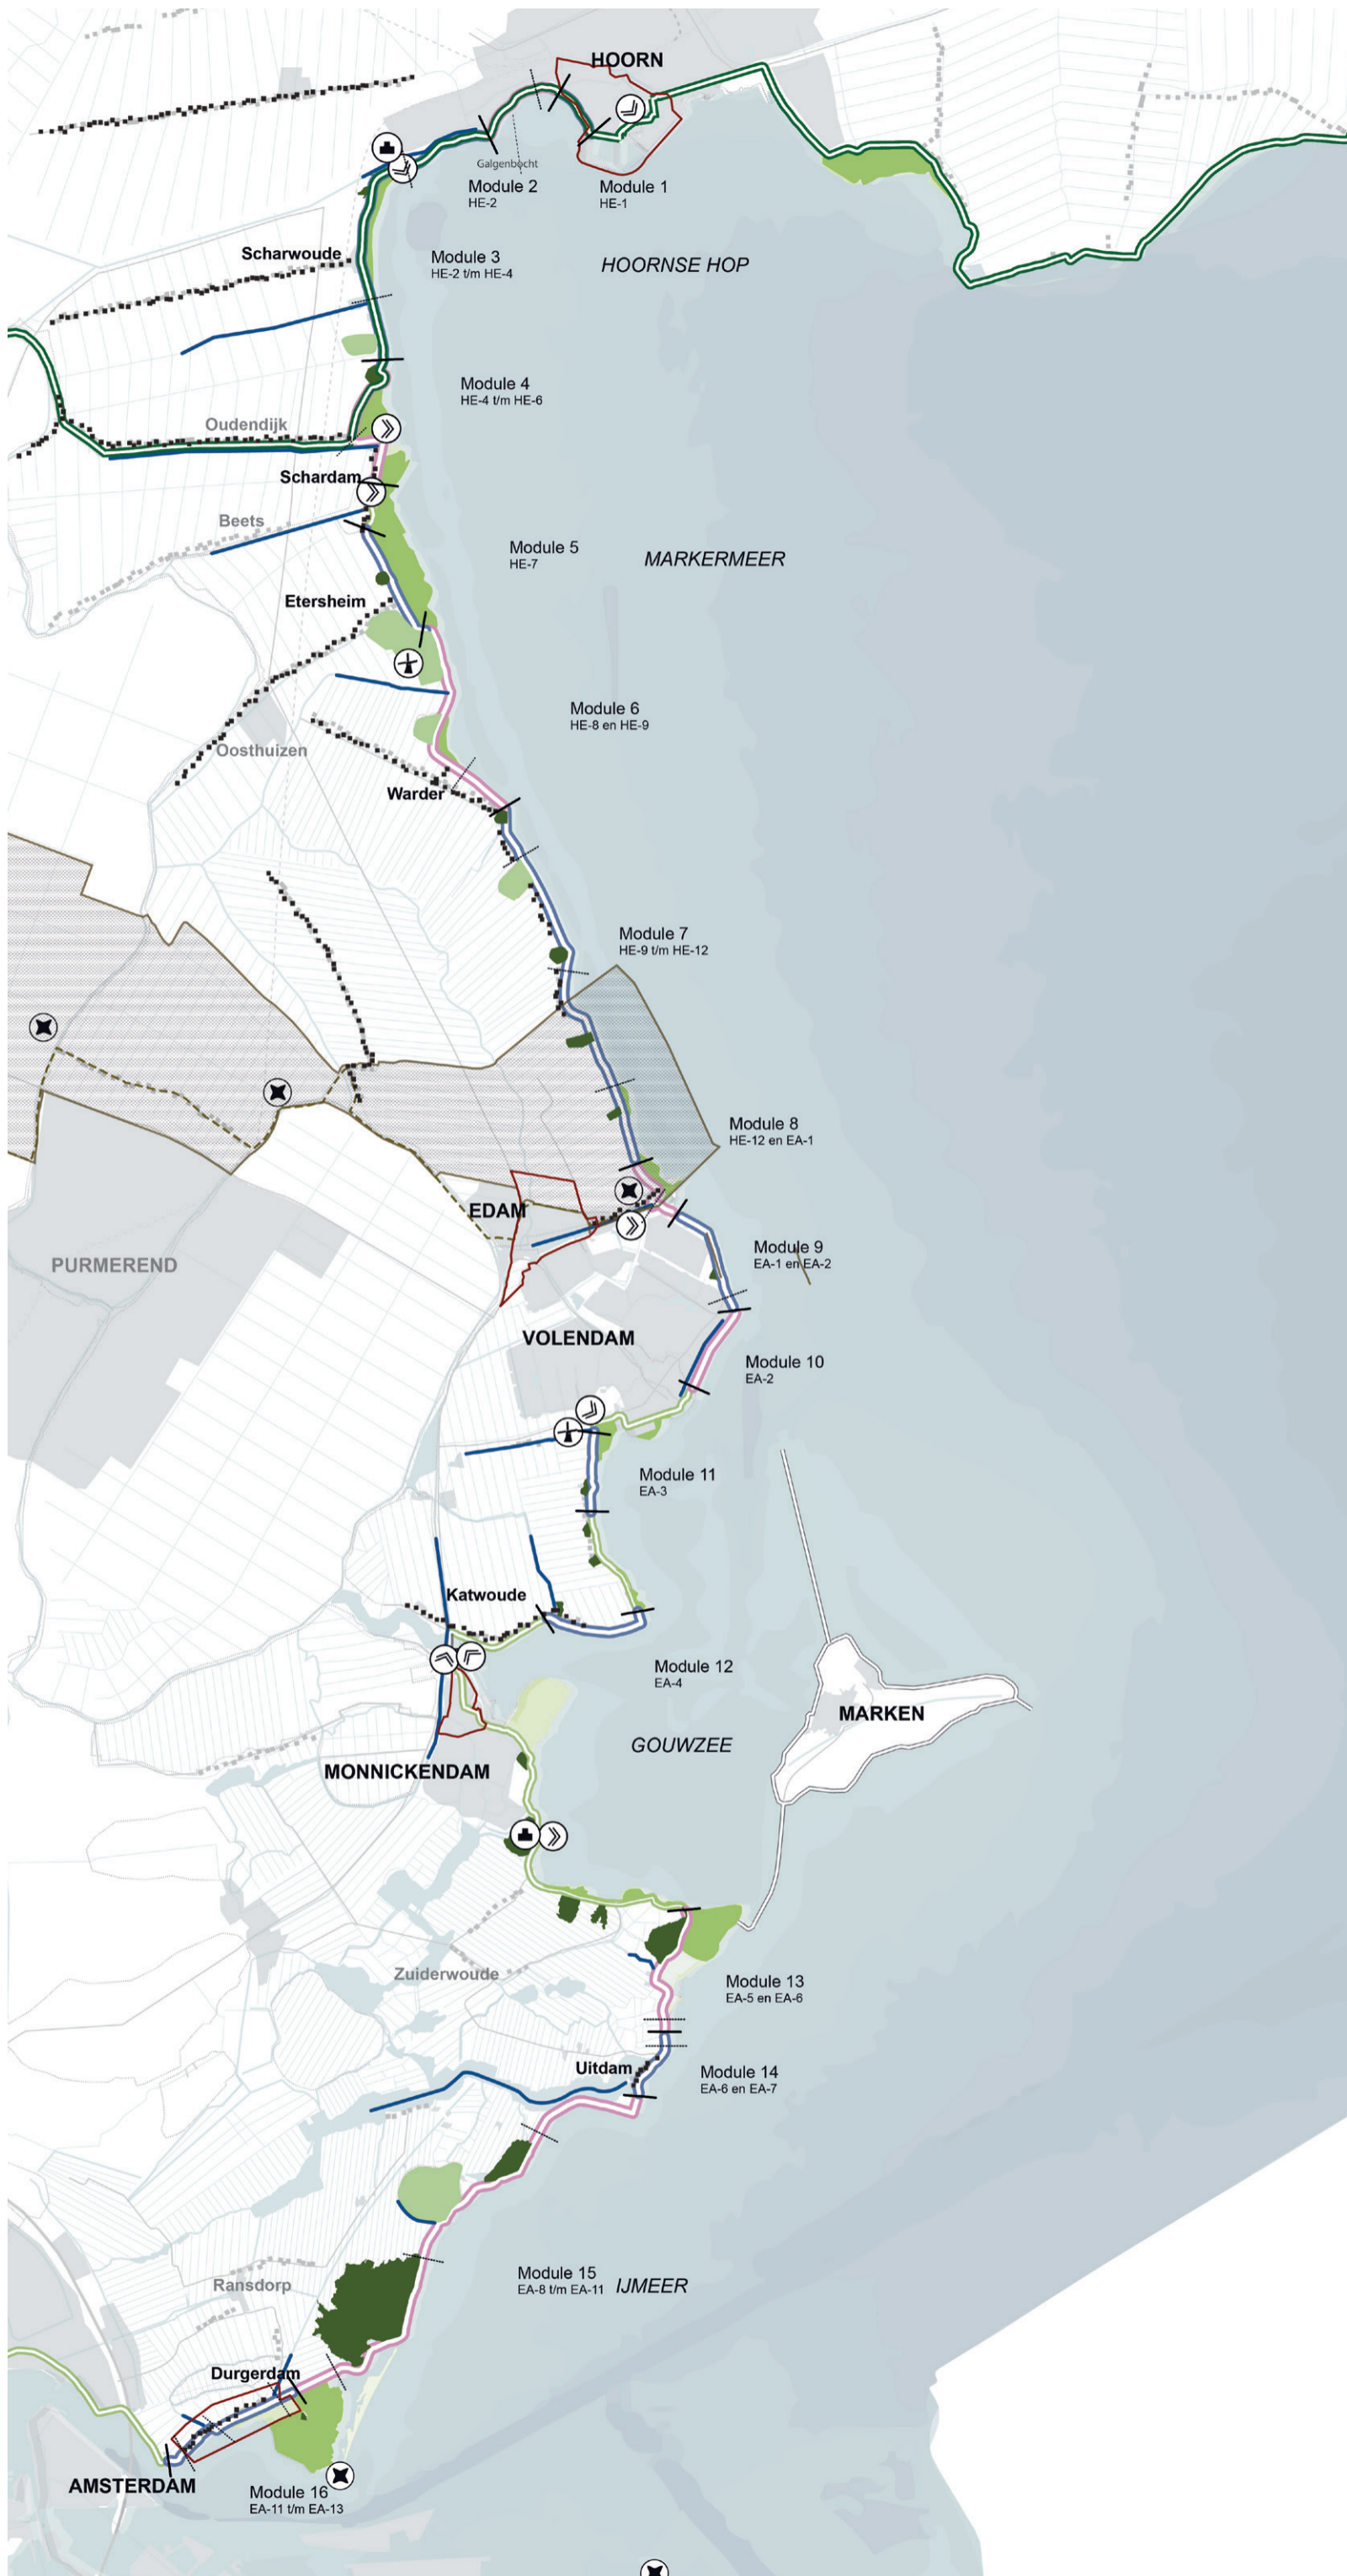 HOORN
Galgenbocht
Module 2
HE-2
Module 1
HE-1
Scharwoude
Module 3
HE-2 t/m HE-4
HOORNSE HOP
Module 4
HE-4 t/m HE-6
Oudendijk
Schardam
Beets
Module 5
HE-7
MARKERMEER
Etersheim
Module 6
HE-8 en HE-9
Oosthuizen
Warder
Module 7
HE-9 t/m HE-12
Module 8
HE-12 en EA-1
EDAM
Module 9
EA-1 en EA-2
PURMEREND
VOLENDAM
Module 10
EA-2
Module 11
EA-3
Katwoude
Module 12
EA-4
MARKEN
GOUWZEE
MONNICKENDAM
Zuiderwoude
Module 13
EA-5 en EA-6
Uitdam
Module 14
EA-6 en EA-7
Module 15
EA-8 t/m EA-11
IJMEER
Ransdorp
Durgerdam
AMSTERDAM
Module 16
EA-11 t/m EA-13